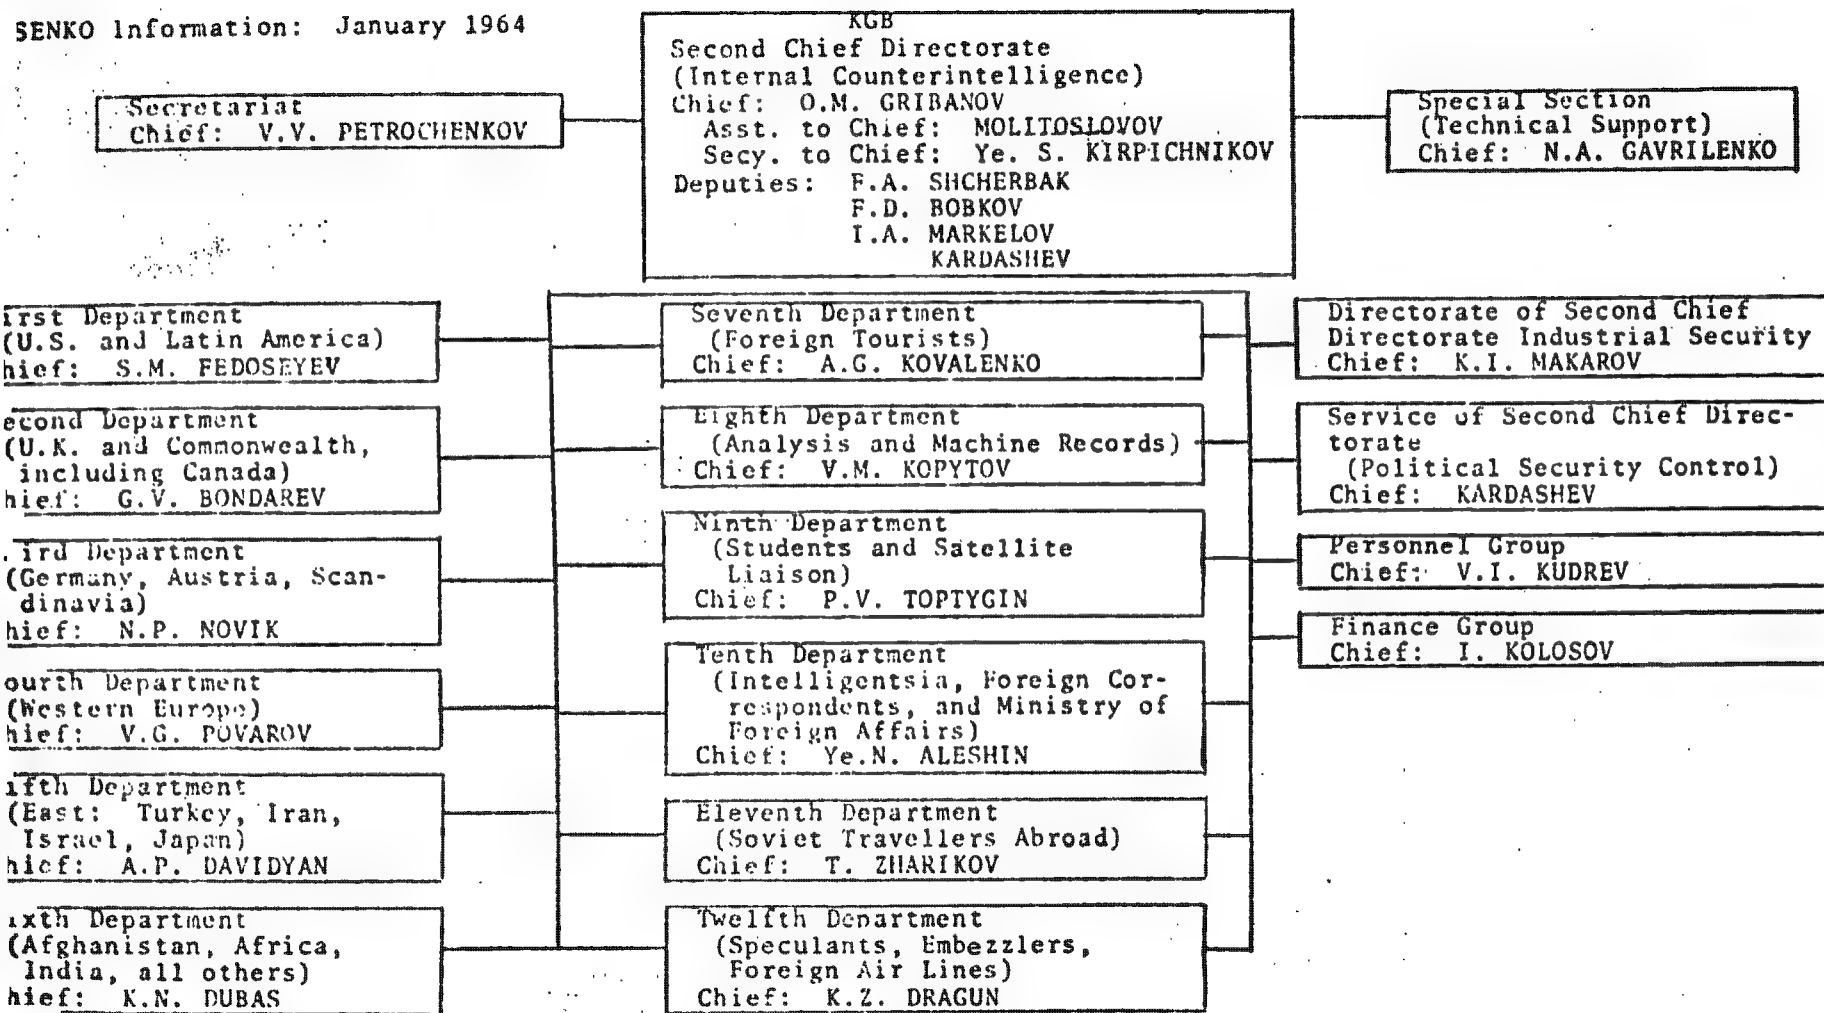 SENKO Information: January 1964
KGB
Second Chief Directorate
(Internal Counterintelligence)
Chief: O.M. GRIBANOV
Asst. to Chief: MOLITOSLOVOV
Secy. to Chief: Ye. S. KIRPICHNIKOV
Deputies: F.A. SHCHERBAK
F.D. BOBKOV
I.A. MARKELOV
KARDASHEV
Secretariat
Chief: V.V. PETROCHENKOV
Special Section
(Technical Support)
Chief: N.A. GAVRILENKO
irst Department
(U.S. and Latin America)
hief: S.M. FEDOSEYEV
econd Department
(U.K. and Commonwealth,
including Canada)
hief: G.V. BONDAREV
ird Department
(Germany, Austria, Scan-
dinavia)
hief: N.P. NOVIK
ourth Department
(Western Europe)
hief: V.G. POVAROV
ifth Department
(East: Turkey, Iran,
Israel, Japan)
hief: A.P. DAVIDYAN
ixth Department
(Afghanistan, Africa,
India, all others)
hief: K.N. DUBAS
Seventh Department
(Foreign Tourists)
Chief: A.G. KOVALENKO
Eighth Department
(Analysis and Machine Records)
Chief: V.M. KOPYTOV
Ninth Department
(Students and Satellite
Liaison)
Chief: P.V. TOPTYGIN
Tenth Department
(Intelligentsia, Foreign Cor-
respondents, and Ministry of
Foreign Affairs)
Chief: Ye.N. ALESHIN
Eleventh Department
(Soviet Travellers Abroad)
Chief: T. ZHARIKOV
Twelfth Department
(Speculants, Embezzlers,
Foreign Air Lines)
Chief: K.Z. DRAGUN
Directorate of Second Chief
Directorate Industrial Security
Chief: K.I. MAKAROV
Service of Second Chief Direc-
torate
(Political Security Control)
Chief: KARDASHEV
Personnel Group
Chief: V.I. KUDREV
Finance Group
Chief: I. KOLOSOV